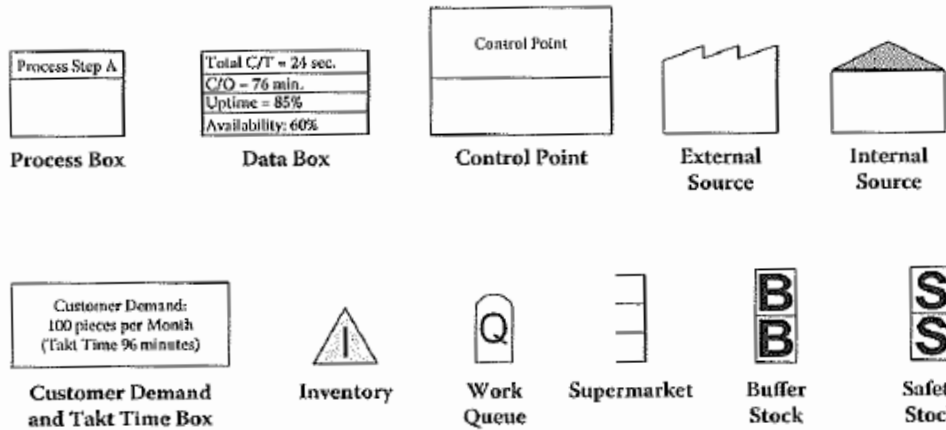 Process Step A
Total C/T = 24 sec.
C/O = 76 min.
Uptime = 85%
Availability: 60%
Control Point
Process Box
Data Box
Control Point
External
Source
Internal
Source
Customer Demand:
100 pieces per Month
(Takt Time 96 minutes)
I
Q
B
B
S
S
Customer Demand
and Takt Time Box
Inventory
Work
Queue
Supermarket
Buffer
Stock
Safet
Stoc